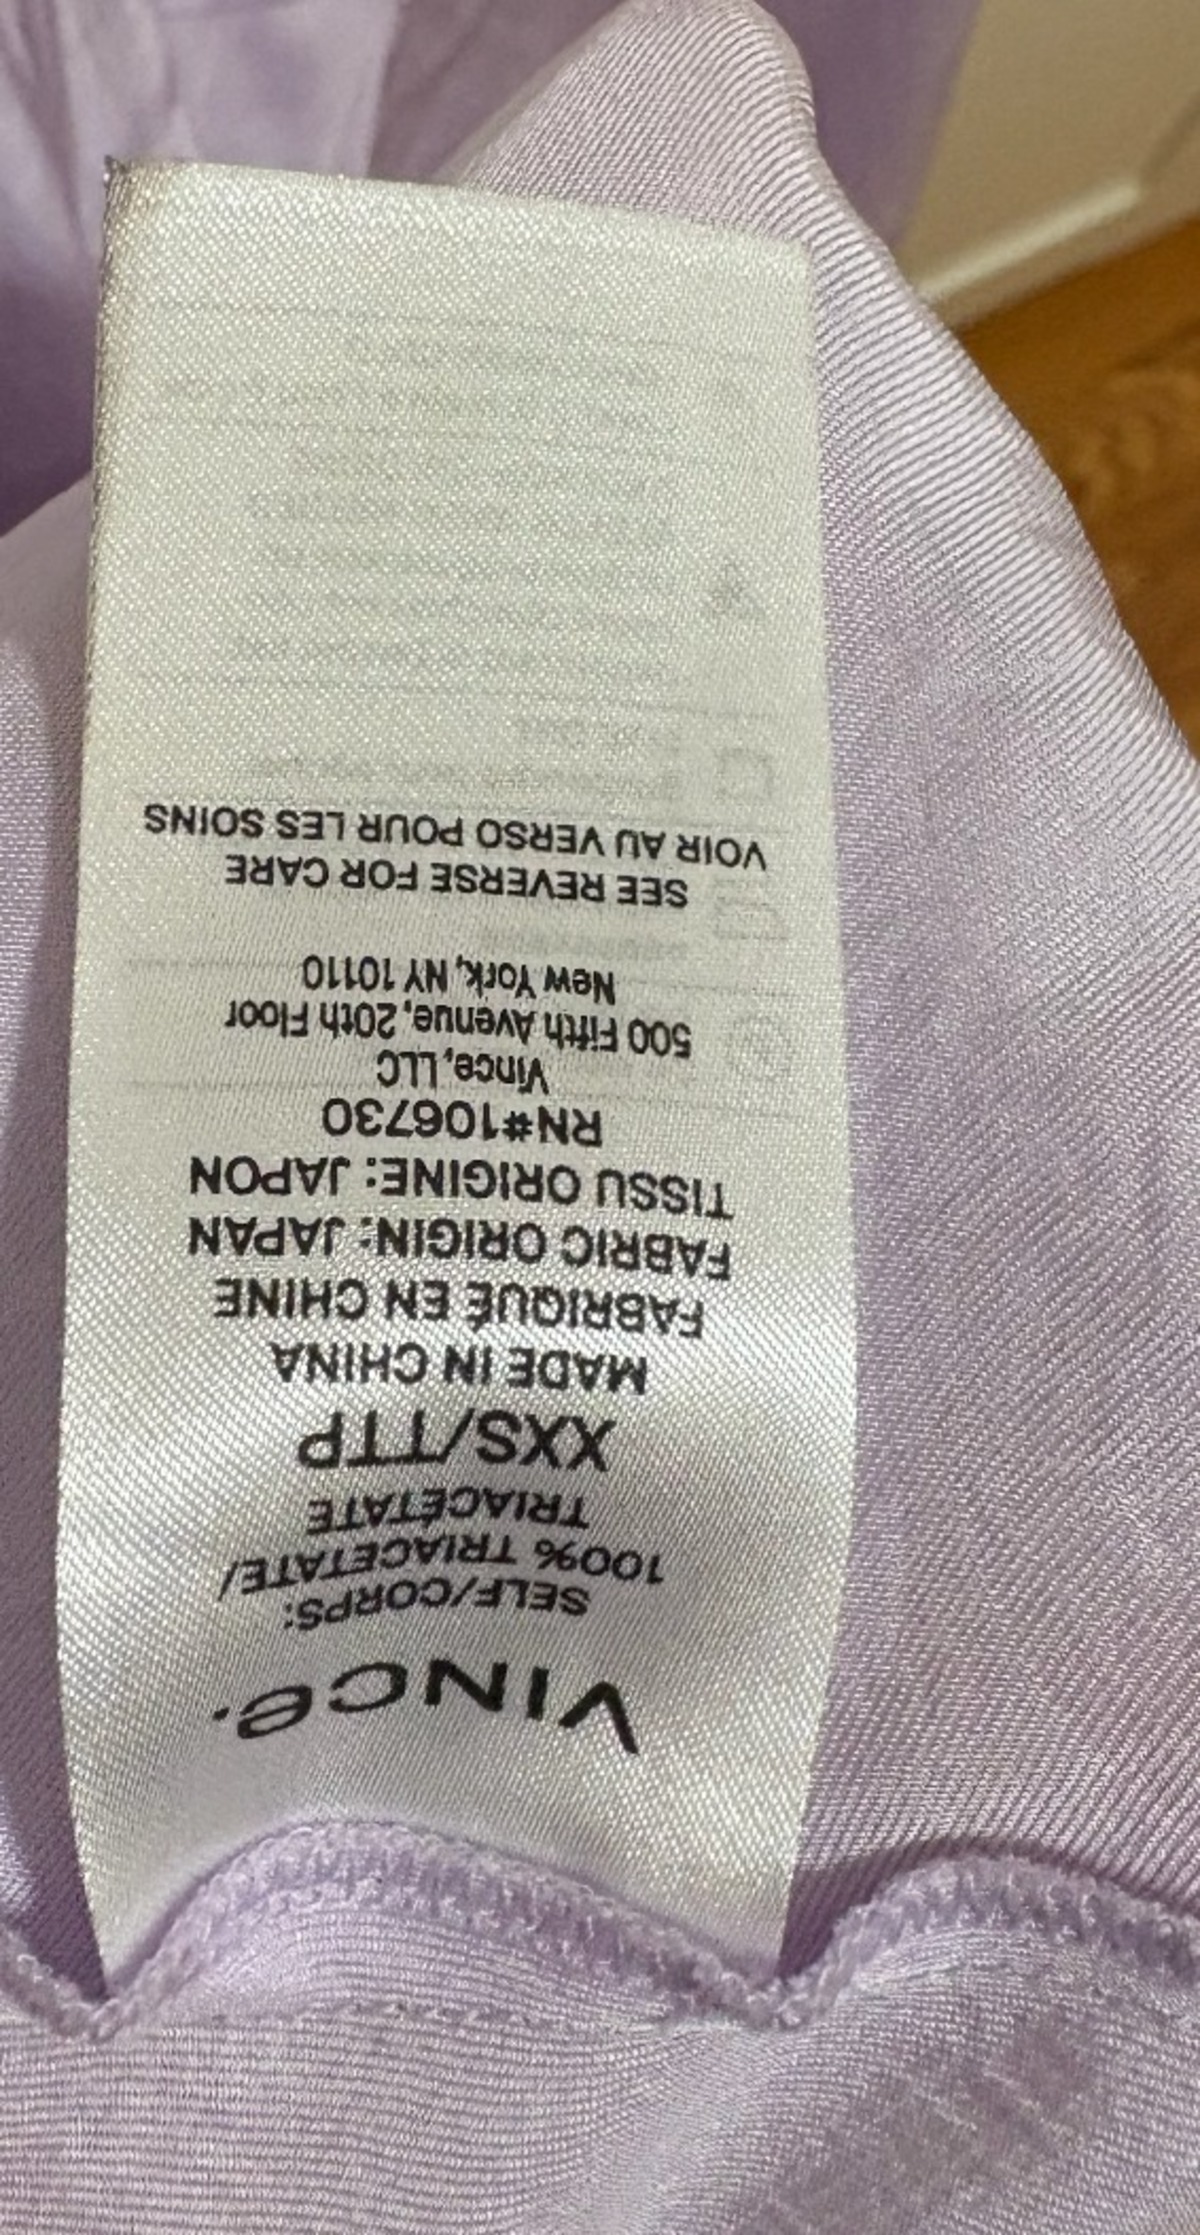 VINCE.
SELF/CORPS:
100% TRIACETATE/
TRIACÉTATE
XXS/TTP
MADE IN CHINA
FABRIQUÉ EN CHINE
FABRIC ORIGIN: JAPAN
TISSU ORIGINE: JAPON
RN#106730
Vince, LLC
500 Fifth Avenue, 20th Floor
New York, NY 10110
SEE REVERSE FOR CARE
VOIR AU VERSO POUR LES SOINS